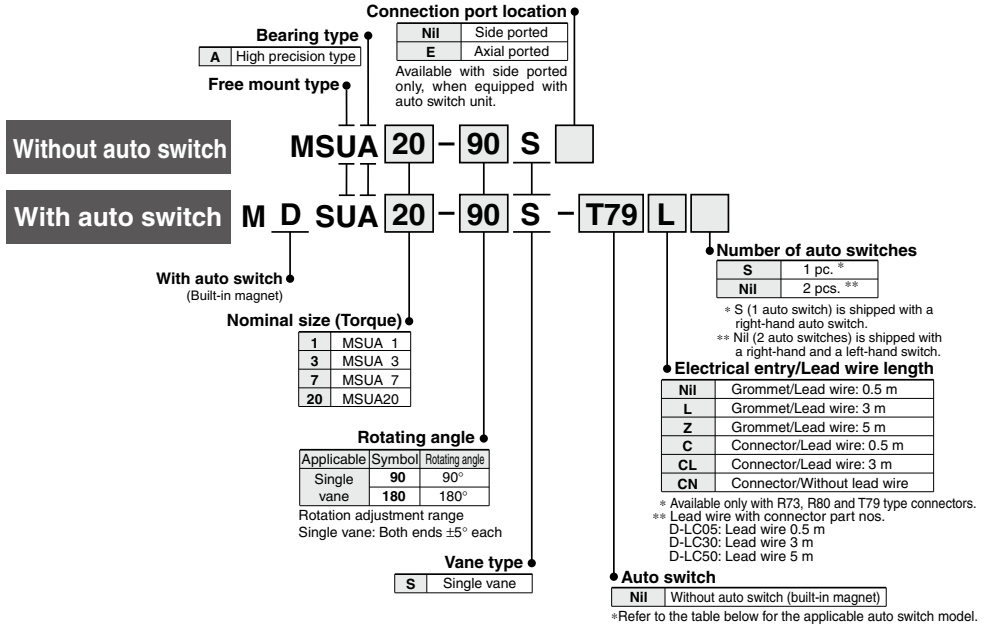 Connection port location
Nil Side ported
E Axial ported
Available with side ported
only, when equipped with
auto switch unit.
Bearing type
A High precision type
Free mount type
Without auto switch
MSUA 20 – 90 S
With auto switch
M D SUA 20 – 90 S – T79 L
With auto switch
(Built-in magnet)
Number of auto switches
S 1 pc. *
Nil 2 pcs. **
* S (1 auto switch) is shipped with a
right-hand auto switch.
** Nil (2 auto switches) is shipped with
a right-hand and a left-hand switch.
Nominal size (Torque)
1 MSUA 1
3 MSUA 3
7 MSUA 7
20 MSUA20
Electrical entry/Lead wire length
Nil Grommet/Lead wire: 0.5 m
L Grommet/Lead wire: 3 m
Z Grommet/Lead wire: 5 m
C Connector/Lead wire: 0.5 m
CL Connector/Lead wire: 3 m
CN Connector/Without lead wire
* Available only with R73, R80 and T79 type connectors.
** Lead wire with connector part nos.
D-LC05: Lead wire 0.5 m
D-LC30: Lead wire 3 m
D-LC50: Lead wire 5 m
Rotating angle
Applicable Symbol Rotating angle
Single vane 90 90°
180 180°
Rotation adjustment range
Single vane: Both ends ±5° each
Vane type
S Single vane
Auto switch
Nil Without auto switch (built-in magnet)
*Refer to the table below for the applicable auto switch model.